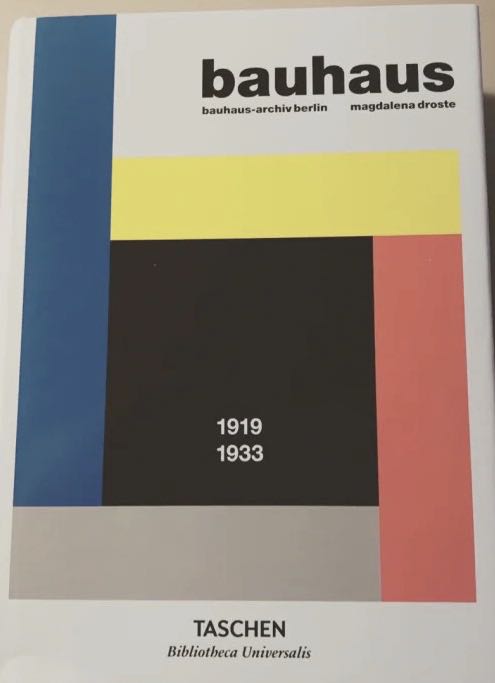 bauhaus
bauhaus-archiv berlin magdalena droste
1919
1933
TASCHEN
Bibliotheca Universalis